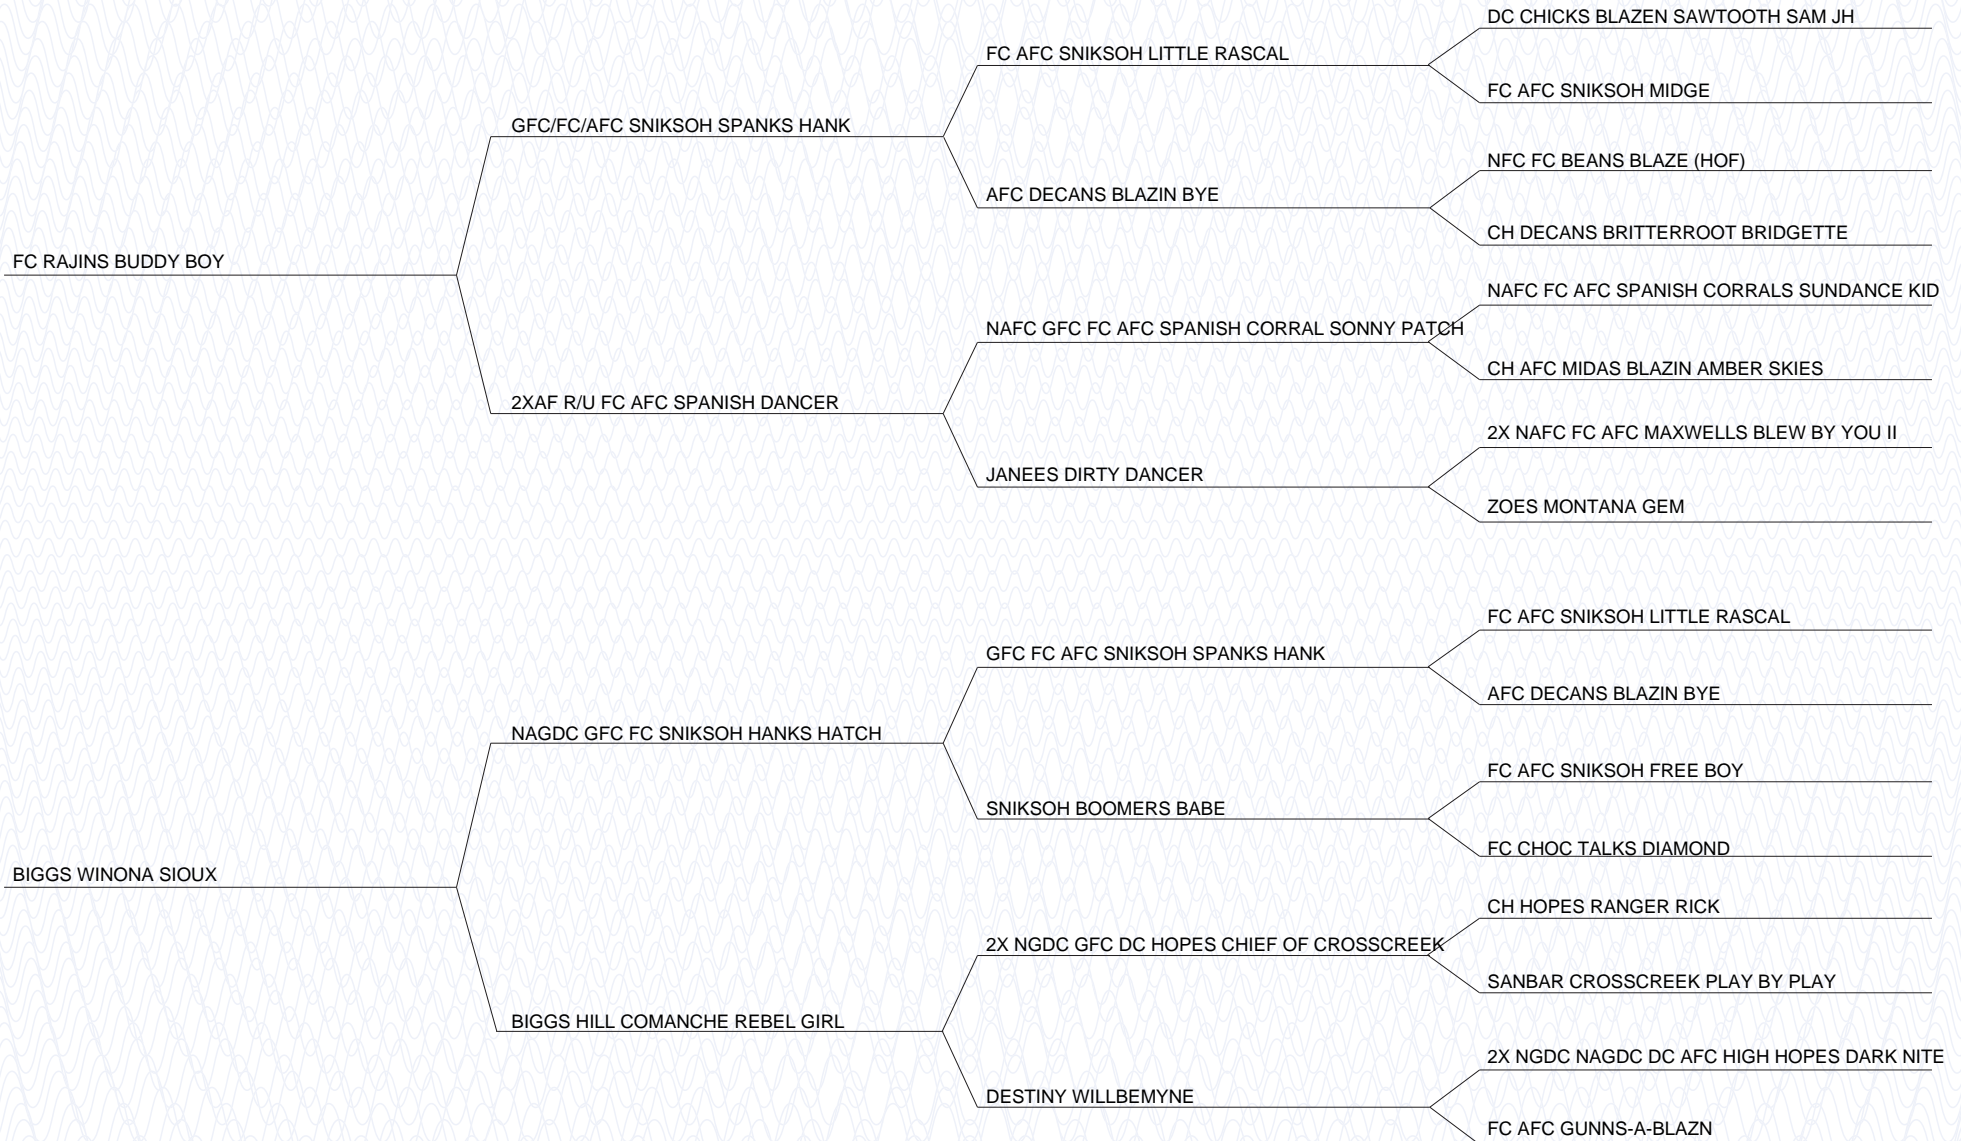 DC CHICKS BLAZEN SAWTOOTH SAM JH
FC AFC SNIKSOH LITTLE RASCAL
FC AFC SNIKSOH MIDGE
GFC/FC/AFC SNIKSOH SPANKS HANK
NFC FC BEANS BLAZE (HOF)
AFC DECANS BLAZIN BYE
CH DECANS BRITTERROOT BRIDGETTE
FC RAJINS BUDDY BOY
NAFC FC AFC SPANISH CORRALS SUNDANCE KID
NAFC GFC FC AFC SPANISH CORRAL SONNY PATCH
CH AFC MIDAS BLAZIN AMBER SKIES
2XAF R/U FC AFC SPANISH DANCER
2X NAFC FC AFC MAXWELLS BLEW BY YOU II
JANEES DIRTY DANCER
ZOES MONTANA GEM
FC AFC SNIKSOH LITTLE RASCAL
GFC FC AFC SNIKSOH SPANKS HANK
AFC DECANS BLAZIN BYE
NAGDC GFC FC SNIKSOH HANKS HATCH
FC AFC SNIKSOH FREE BOY
SNIKSOH BOOMERS BABE
FC CHOC TALKS DIAMOND
BIGGS WINONA SIOUX
CH HOPES RANGER RICK
2X NGDC GFC DC HOPES CHIEF OF CROSSCREEK
SANBAR CROSSCREEK PLAY BY PLAY
BIGGS HILL COMANCHE REBEL GIRL
2X NGDC NAGDC DC AFC HIGH HOPES DARK NITE
DESTINY WILLBEMYNE
FC AFC GUNNS-A-BLAZN